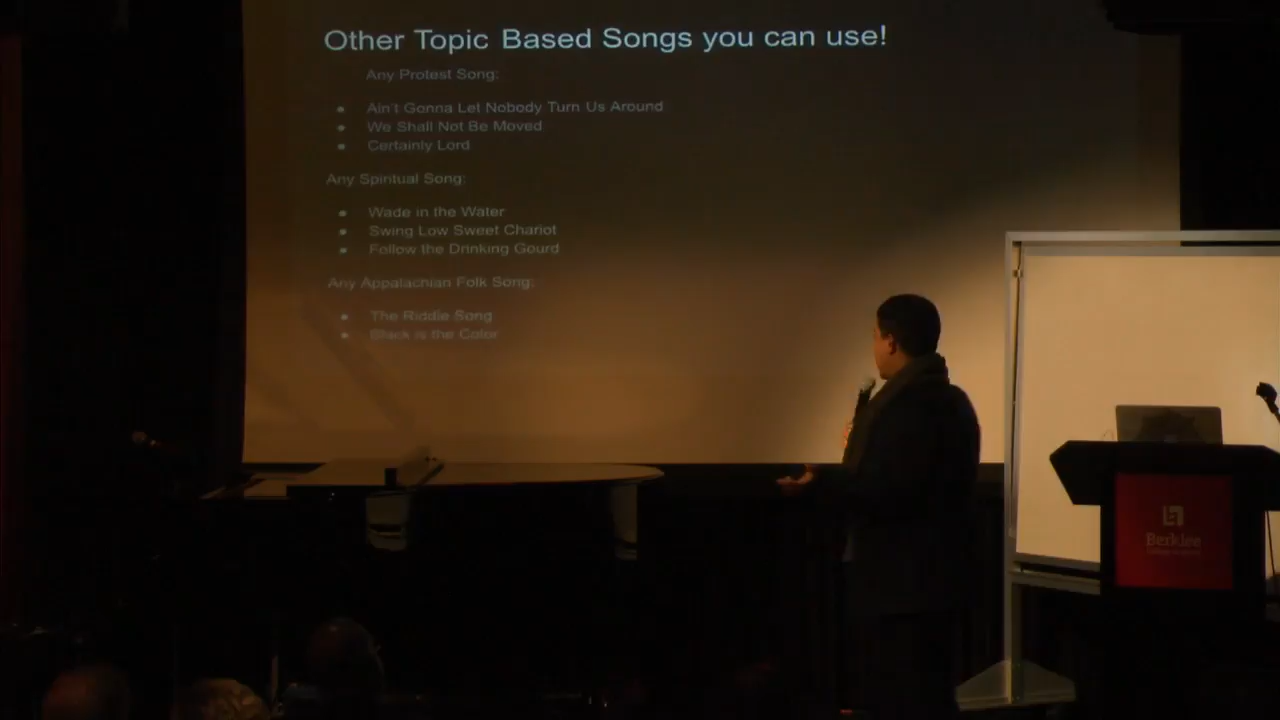 Other Topic Based Songs you can use!
Any Protest Song:
● Ain't Gonna Let Nobody Turn Us Around
● We Shall Not Be Moved
● Certainly Lord
Any Spiritual Song:
● Wade in the Water
● Swing Low Sweet Chariot
● Follow the Drinking Gourd
Any Appalachian Folk Song:
● The Riddle Song
● Black is the Color
Berklee